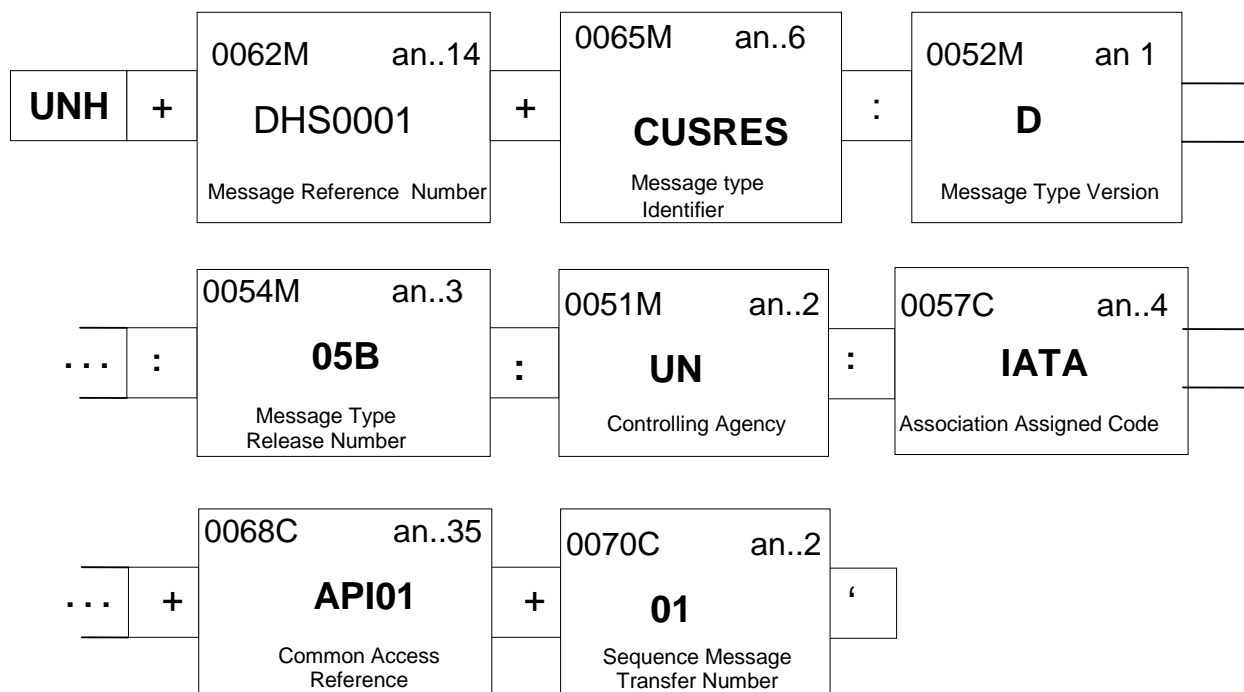 0062M an..14
0065M an..6
0052M an 1
UNH + DHS0001 + CUSRES : D
Message Reference Number
Message type
Identifier
Message Type Version
0054M an..3
0051M an..2
0057C an..4
... : 05B : UN : IATA
Message Type
Release Number
Controlling Agency
Association Assigned Code
0068C an..35
0070C an..2
... + API01 + 01 ‘
Common Access
Reference
Sequence Message
Transfer Number